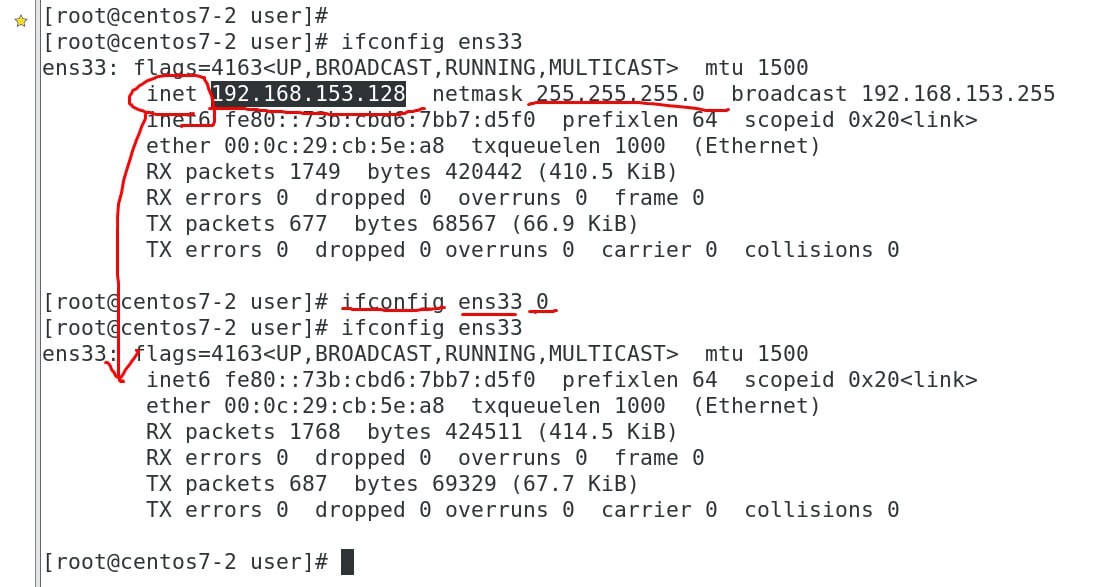 [root@centos7-2 user]#
[root@centos7-2 user]# ifconfig ens33
ens33: flags=4163<UP,BROADCAST,RUNNING,MULTICAST>  mtu 1500
        inet 192.168.153.128  netmask 255.255.255.0  broadcast 192.168.153.255
        inet6 fe80::73b:cbd6:7bb7:d5f0  prefixlen 64  scopeid 0x20<link>
        ether 00:0c:29:cb:5e:a8  txqueuelen 1000  (Ethernet)
        RX packets 1749  bytes 420442 (410.5 KiB)
        RX errors 0  dropped 0  overruns 0  frame 0
        TX packets 677  bytes 68567 (66.9 KiB)
        TX errors 0  dropped 0 overruns 0  carrier 0  collisions 0
[root@centos7-2 user]# ifconfig ens33 0
[root@centos7-2 user]# ifconfig ens33
ens33: flags=4163<UP,BROADCAST,RUNNING,MULTICAST>  mtu 1500
        inet6 fe80::73b:cbd6:7bb7:d5f0  prefixlen 64  scopeid 0x20<link>
        ether 00:0c:29:cb:5e:a8  txqueuelen 1000  (Ethernet)
        RX packets 1768  bytes 424511 (414.5 KiB)
        RX errors 0  dropped 0  overruns 0  frame 0
        TX packets 687  bytes 69329 (67.7 KiB)
        TX errors 0  dropped 0 overruns 0  carrier 0  collisions 0
[root@centos7-2 user]#